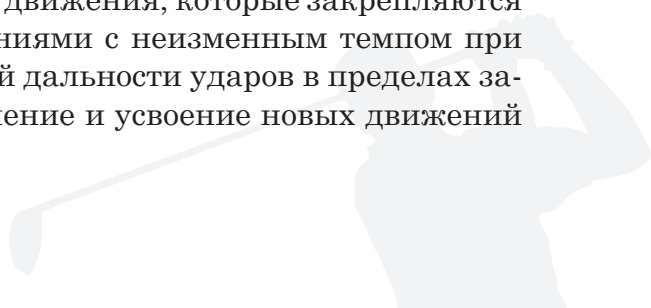 движения, которые закрепляются
ниями с неизменным темпом при
й дальности ударов в пределах за-
ение и усвоение новых движений